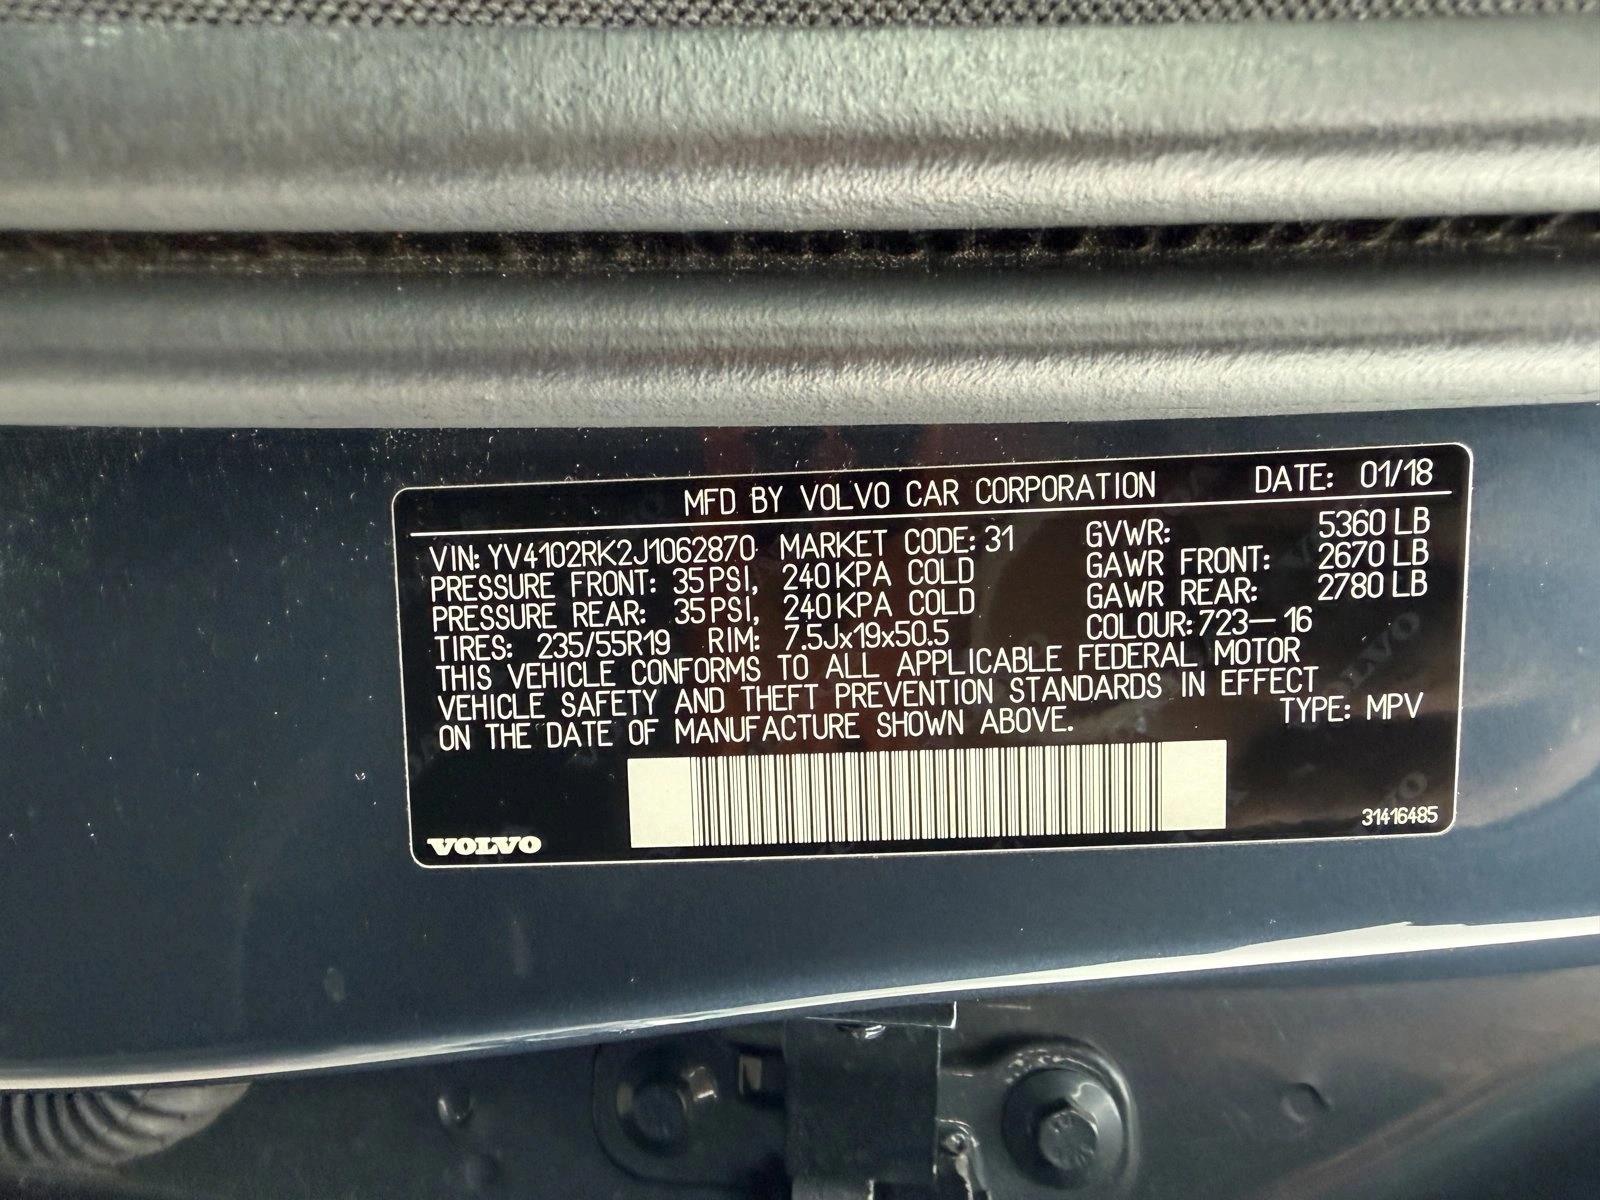 MFD BY VOLVO CAR CORPORATION DATE: 01/18
VIN: YV4102RK2J1062870 MARKET CODE: 31 GVWR: 5360 LB
PRESSURE FRONT: 35 PSI, 240 KPA COLD GAWR FRONT: 2670 LB
PRESSURE REAR: 35 PSI, 240 KPA COLD GAWR REAR: 2780 LB
TIRES: 235/55R19 RIM: 7.5Jx19x50.5 COLOUR: 723-16
THIS VEHICLE CONFORMS TO ALL APPLICABLE FEDERAL MOTOR
VEHICLE SAFETY AND THEFT PREVENTION STANDARDS IN EFFECT
ON THE DATE OF MANUFACTURE SHOWN ABOVE. TYPE: MPV
VOLVO 31416485